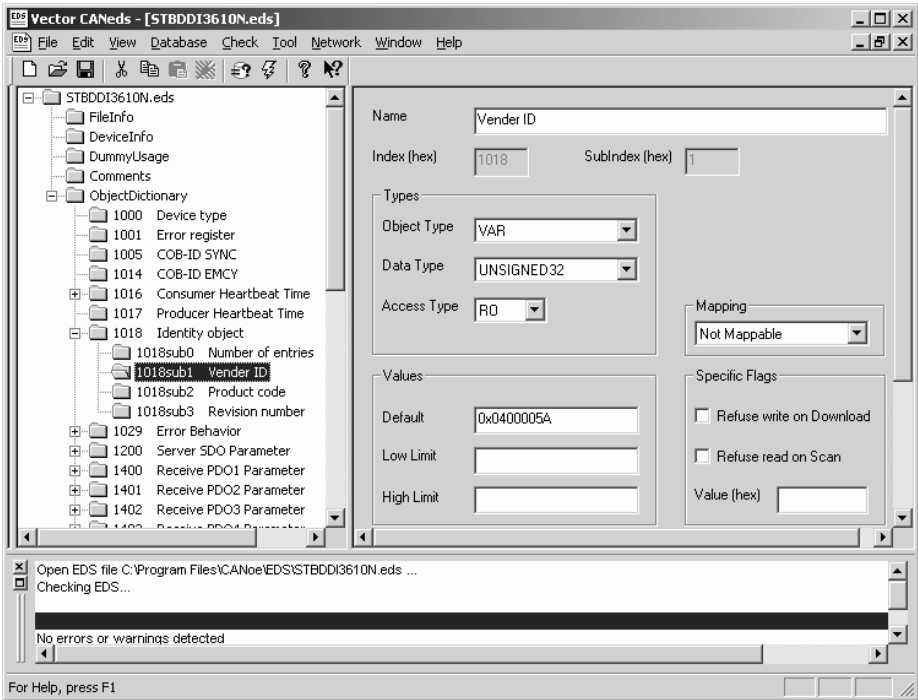 Vector CANeds - [STBDDI3610N.eds]
File Edit View Database Check Tool Network Window Help
STBDDI3610N.eds
FileInfo
DeviceInfo
DummyUsage
Comments
ObjectDictionary
1000 Device type
1001 Error register
1005 COB-ID SYNC
1014 COB-ID EMCY
1016 Consumer Heartbeat Time
1017 Producer Heartbeat Time
1018 Identity object
1018sub0 Number of entries
1018sub1 Vender ID
1018sub2 Product code
1018sub3 Revision number
1029 Error Behavior
1200 Server SDO Parameter
1400 Receive PDO1 Parameter
1401 Receive PDO2 Parameter
1402 Receive PDO3 Parameter
1403 Receive PDO4 Parameter
Name Vender ID
Index (hex) 1018 SubIndex (hex) 1
Types
Object Type VAR
Data Type UNSIGNED32
Access Type RO
Mapping
Not Mappable
Values
Default 0x0400005A
Low Limit
High Limit
Specific Flags
Refuse write on Download
Refuse read on Scan
Value (hex)
Open EDS file C:\Program Files\CANoe\EDS\STBDDI3610N.eds ...
Checking EDS...
No errors or warnings detected
For Help, press F1